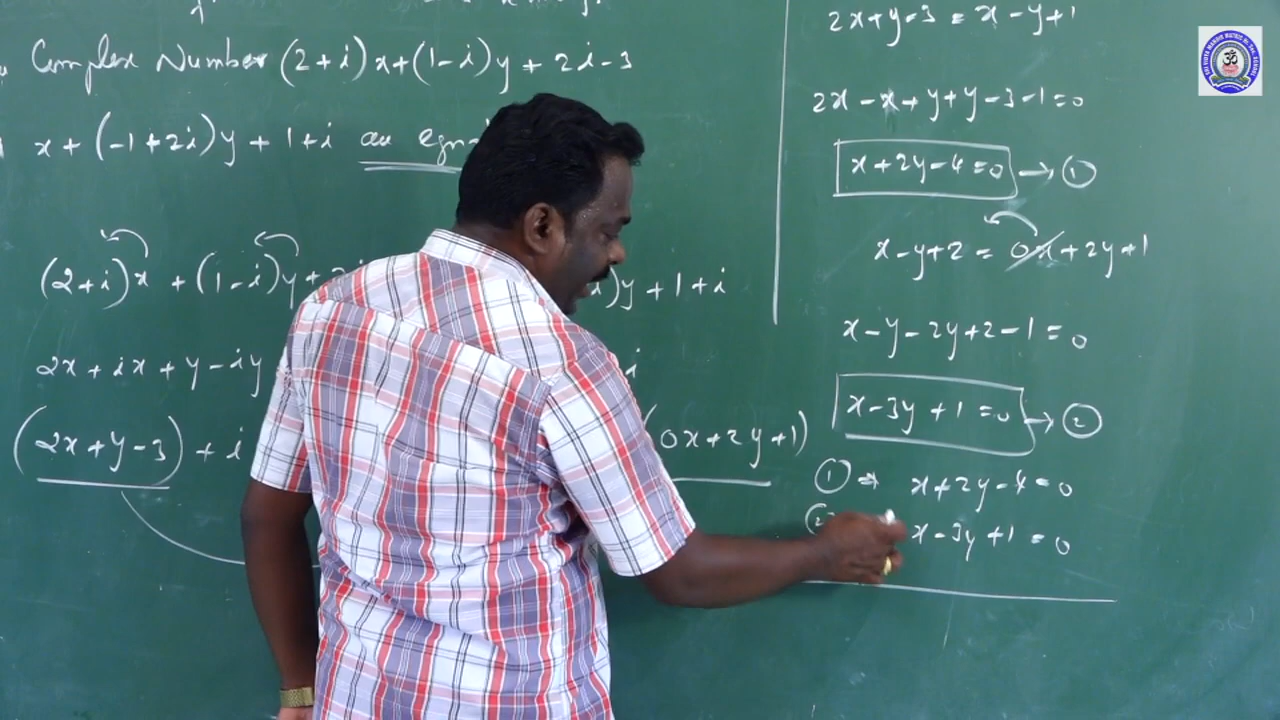 Complex Number (2+i)x+(1-i)y+2i-3
x+(-1+2i)y+1+i are
(2+i)x+(1-i)y+2i )y+1+i
2x+ix+y-iy i
(2x+y-3)+i (0x+2y+1)
2x+y-3=x-y+1
2x-x+y+y-3-1=0
x+2y-4=0→①
x-y+2=0x+2y+1
x-y-2y+2-1=0
x-3y+1=0→②
①⇒ x+2y-4=0
② x-3y+1=0